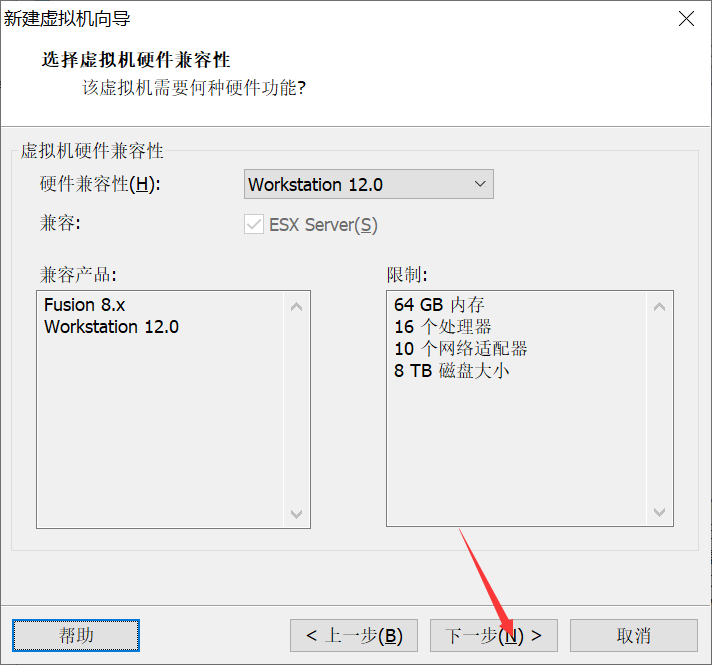 新建虚拟机向导
选择虚拟机硬件兼容性
该虚拟机需要何种硬件功能?
虚拟机硬件兼容性
硬件兼容性(H): Workstation 12.0
兼容: ESX Server(S)
兼容产品:
Fusion 8.x
Workstation 12.0
限制:
64 GB 内存
16 个处理器
10 个网络适配器
8 TB 磁盘大小
帮助 < 上一步(B) 下一步(N) > 取消